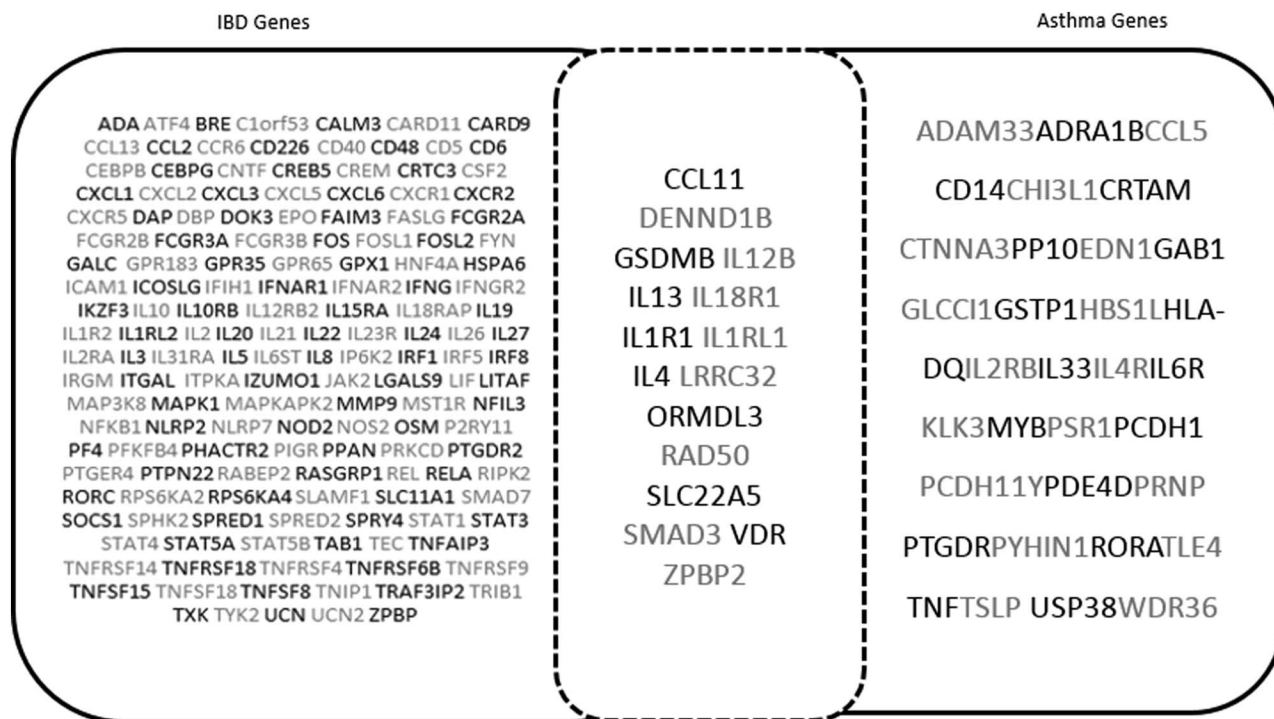 IBD Genes
Asthma Genes
ADA ATF4 BRE C1orf53 CALM3 CARD11 CARD9
CCL13 CCL2 CCR6 CD226 CD40 CD48 CD5 CD6
CEBPB CEBPG CNTF CREB5 CREM CRTC3 CSF2
CXCL1 CXCL2 CXCL3 CXCL5 CXCL6 CXCR1 CXCR2
CXCR5 DAP DBP DOK3 EPO FAIM3 FASLG FCGR2A
FCGR2B FCGR3A FCGR3B FOS FOSL1 FOSL2 FYN
GALC GPR183 GPR35 GPR65 GPX1 HNF4A HSPA6
ICAM1 ICOSLG IFIH1 IFNAR1 IFNAR2 IFNG IFNGR2
IKZF3 IL10 IL10RB IL12RB2 IL15RA IL18RAP IL19
IL1R2 IL1RL2 IL2 IL20 IL21 IL22 IL23R IL24 IL26 IL27
IL2RA IL3 IL31RA IL5 IL6ST IL8 IP6K2 IRF1 IRF5 IRF8
IRGM ITGAL ITPKA IZUMO1 JAK2 LGALS9 LIF LITAF
MAP3K8 MAPK1 MAPKAPK2 MMP9 MST1R NFIL3
NFKB1 NLRP2 NLRP7 NOD2 NOS2 OSM P2RY11
PF4 PFKFB4 PHACTR2 PIGR PPAN PRKCD PTGDR2
PTGER4 PTPN22 RABEP2 RASGRP1 REL RELA RIPK2
RORC RPS6KA2 RPS6KA4 SLAMF1 SLC11A1 SMAD7
SOCS1 SPHK2 SPRED1 SPRED2 SPRY4 STAT1 STAT3
STAT4 STAT5A STAT5B TAB1 TEC TNFAIP3
TNFRSF14 TNFRSF18 TNFRSF4 TNFRSF6B TNFRSF9
TNFSF15 TNFSF18 TNFSF8 TNIP1 TRAF3IP2 TRIB1
TXK TYK2 UCN UCN2 ZPBP
CCL11
DENND1B
GSDMB IL12B
IL13 IL18R1
IL1R1 IL1RL1
IL4 LRRC32
ORMDL3
RAD50
SLC22A5
SMAD3 VDR
ZPBP2
ADAM33ADRA1BCCL5
CD14CHI3L1CRTAM
CTNNA3PP10EDN1GAB1
GLCCI1GSTP1HBS1LHLA-
DQIL2RBIL33IL4RIL6R
KLK3MYBPSR1PCDH1
PCDH11YPDE4DPRNP
PTGDRPYHIN1RORATLE4
TNFTSLP USP38WDR36